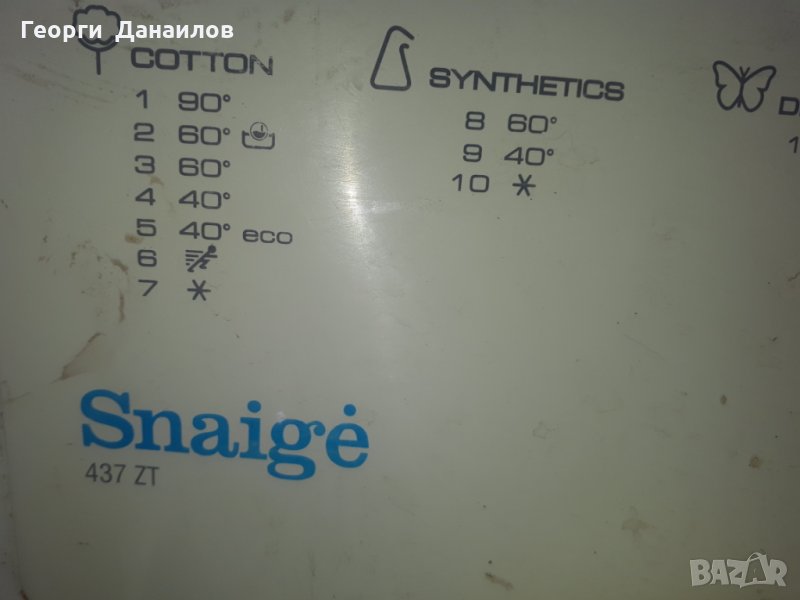 Георги Данаилов
COTTON
1 90°
2 60°
3 60°
4 40°
5 40° eco
6
7
SYNTHETICS
8 60°
9 40°
10
Snaigė
437 ZT
BAZAR